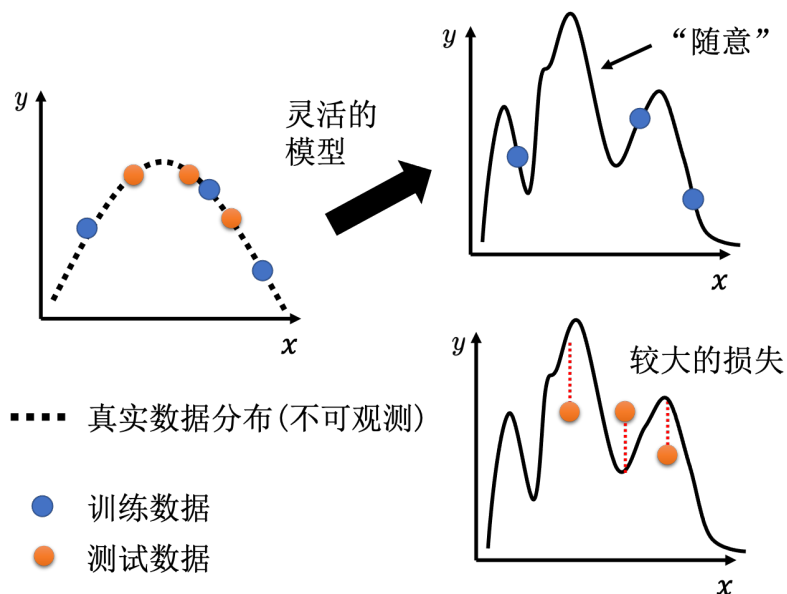 y
x
灵活的
模型
y
“随意”
x
y
较大的损失
x
真实数据分布(不可观测)
训练数据
测试数据